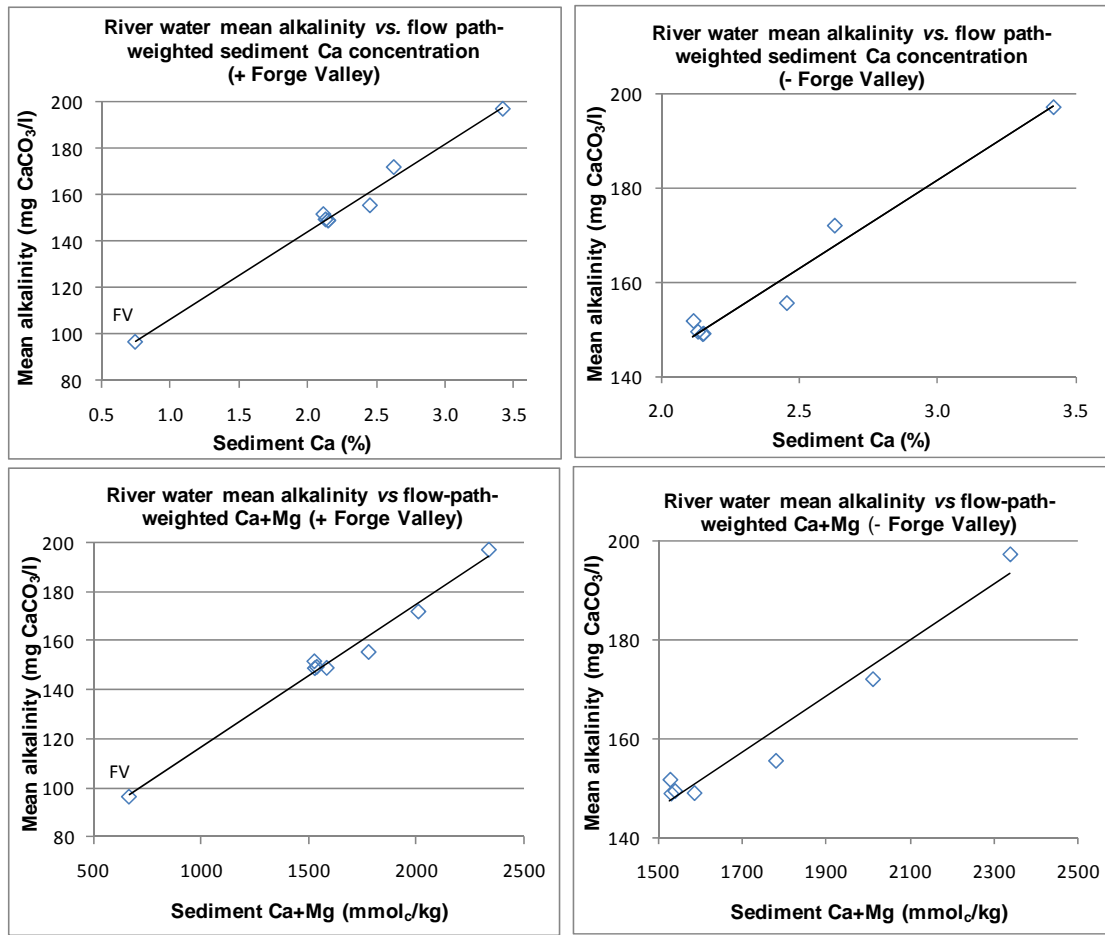 River water mean alkalinity vs. flow path-
weighted sediment Ca concentration
(+ Forge Valley)
Mean alkalinity (mg CaCO₃/l)
200
180
160
140
120
100
80
FV
0.5 1.0 1.5 2.0 2.5 3.0 3.5
Sediment Ca (%)
River water mean alkalinity vs. flow path-
weighted sediment Ca concentration
(- Forge Valley)
Mean alkalinity (mg CaCO₃/l)
200
180
160
140
2.0 2.5 3.0 3.5
Sediment Ca (%)
River water mean alkalinity vs flow-path-
weighted Ca+Mg (+ Forge Valley)
Mean alkalinity (mg CaCO₃/l)
200
180
160
140
120
100
80
FV
500 1000 1500 2000 2500
Sediment Ca+Mg (mmolc/kg)
River water mean alkalinity vs flow-path-
weighted Ca+Mg (- Forge Valley)
Mean alkalinity (mg CaCO₃/l)
200
180
160
140
1500 1700 1900 2100 2300 2500
Sediment Ca+Mg (mmolc/kg)